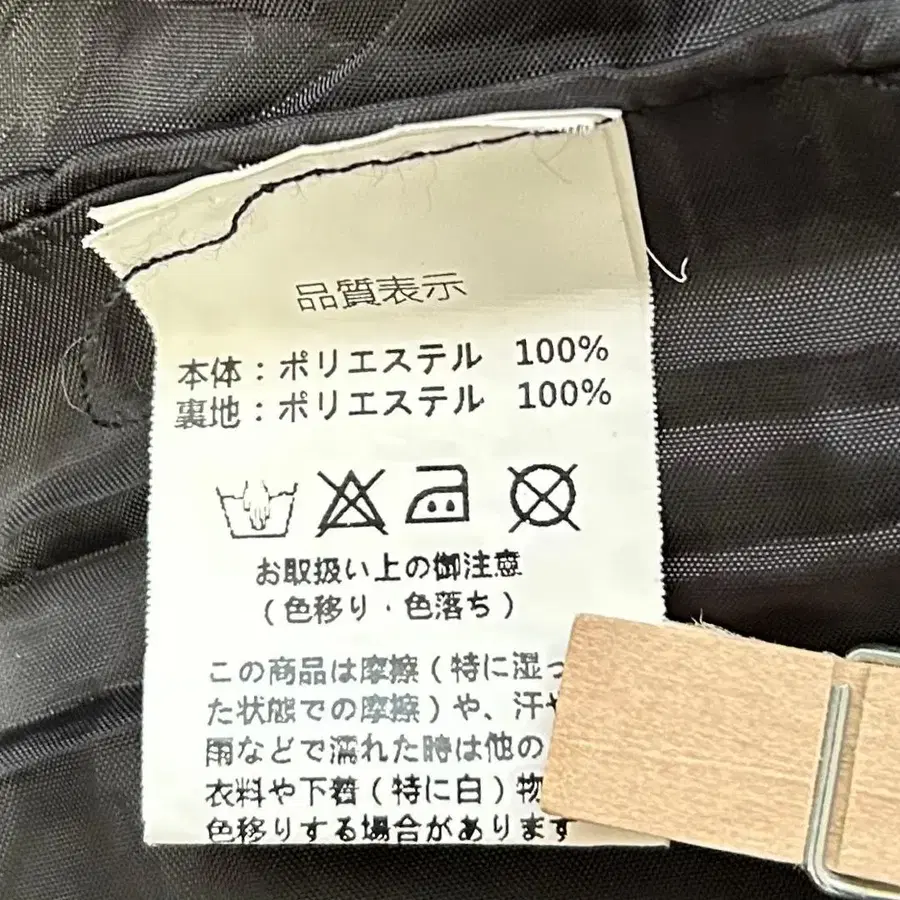 品質表示
本体：ポリエステル 100%
裏地：ポリエステル 100%
お取扱い上の御注意
（色移り・色落ち）
この商品は摩擦（特に湿っ
た状態での摩擦）や、汗や
雨などで濡れた時は他の
衣料や下着（特に白）物
色移りする場合があります